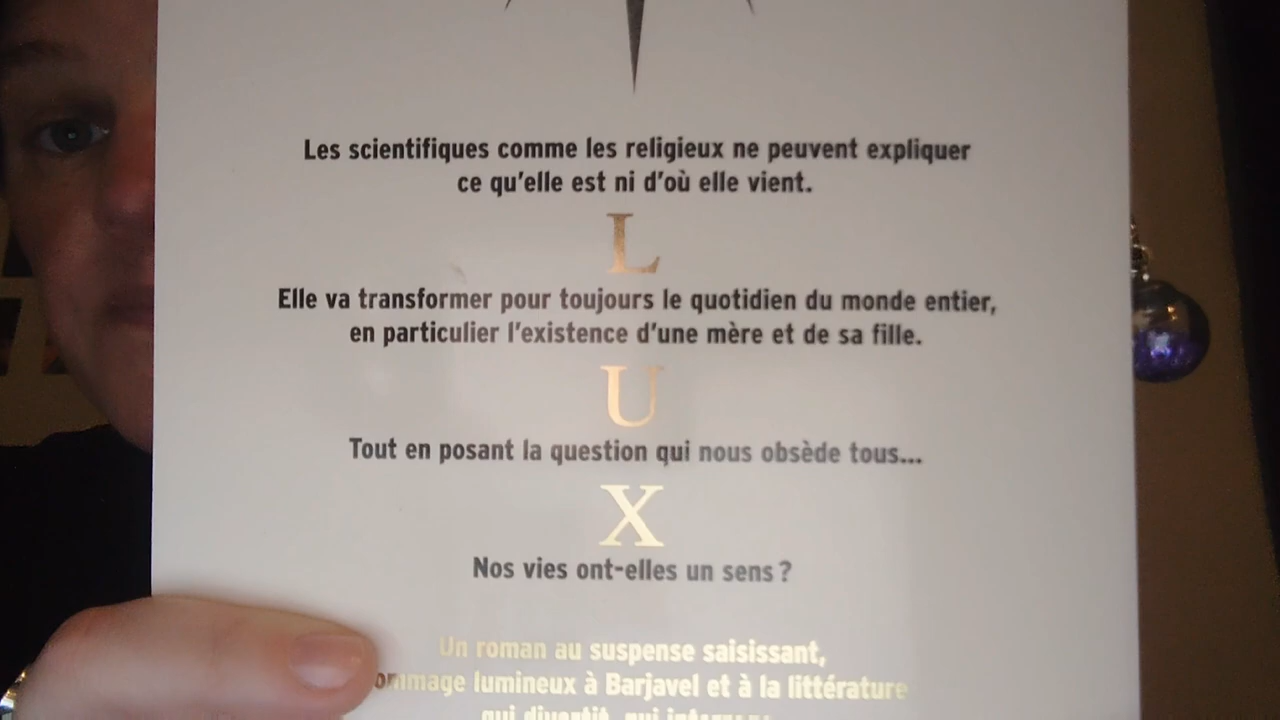 Les scientifiques comme les religieux ne peuvent expliquer
ce qu'elle est ni d'où elle vient.
L
Elle va transformer pour toujours le quotidien du monde entier,
en particulier l'existence d'une mère et de sa fille.
U
Tout en posant la question qui nous obsède tous...
X
Nos vies ont-elles un sens ?
Un roman au suspense saisissant,
ommage lumineux à Barjavel et à la littérature
qui divertit, qui